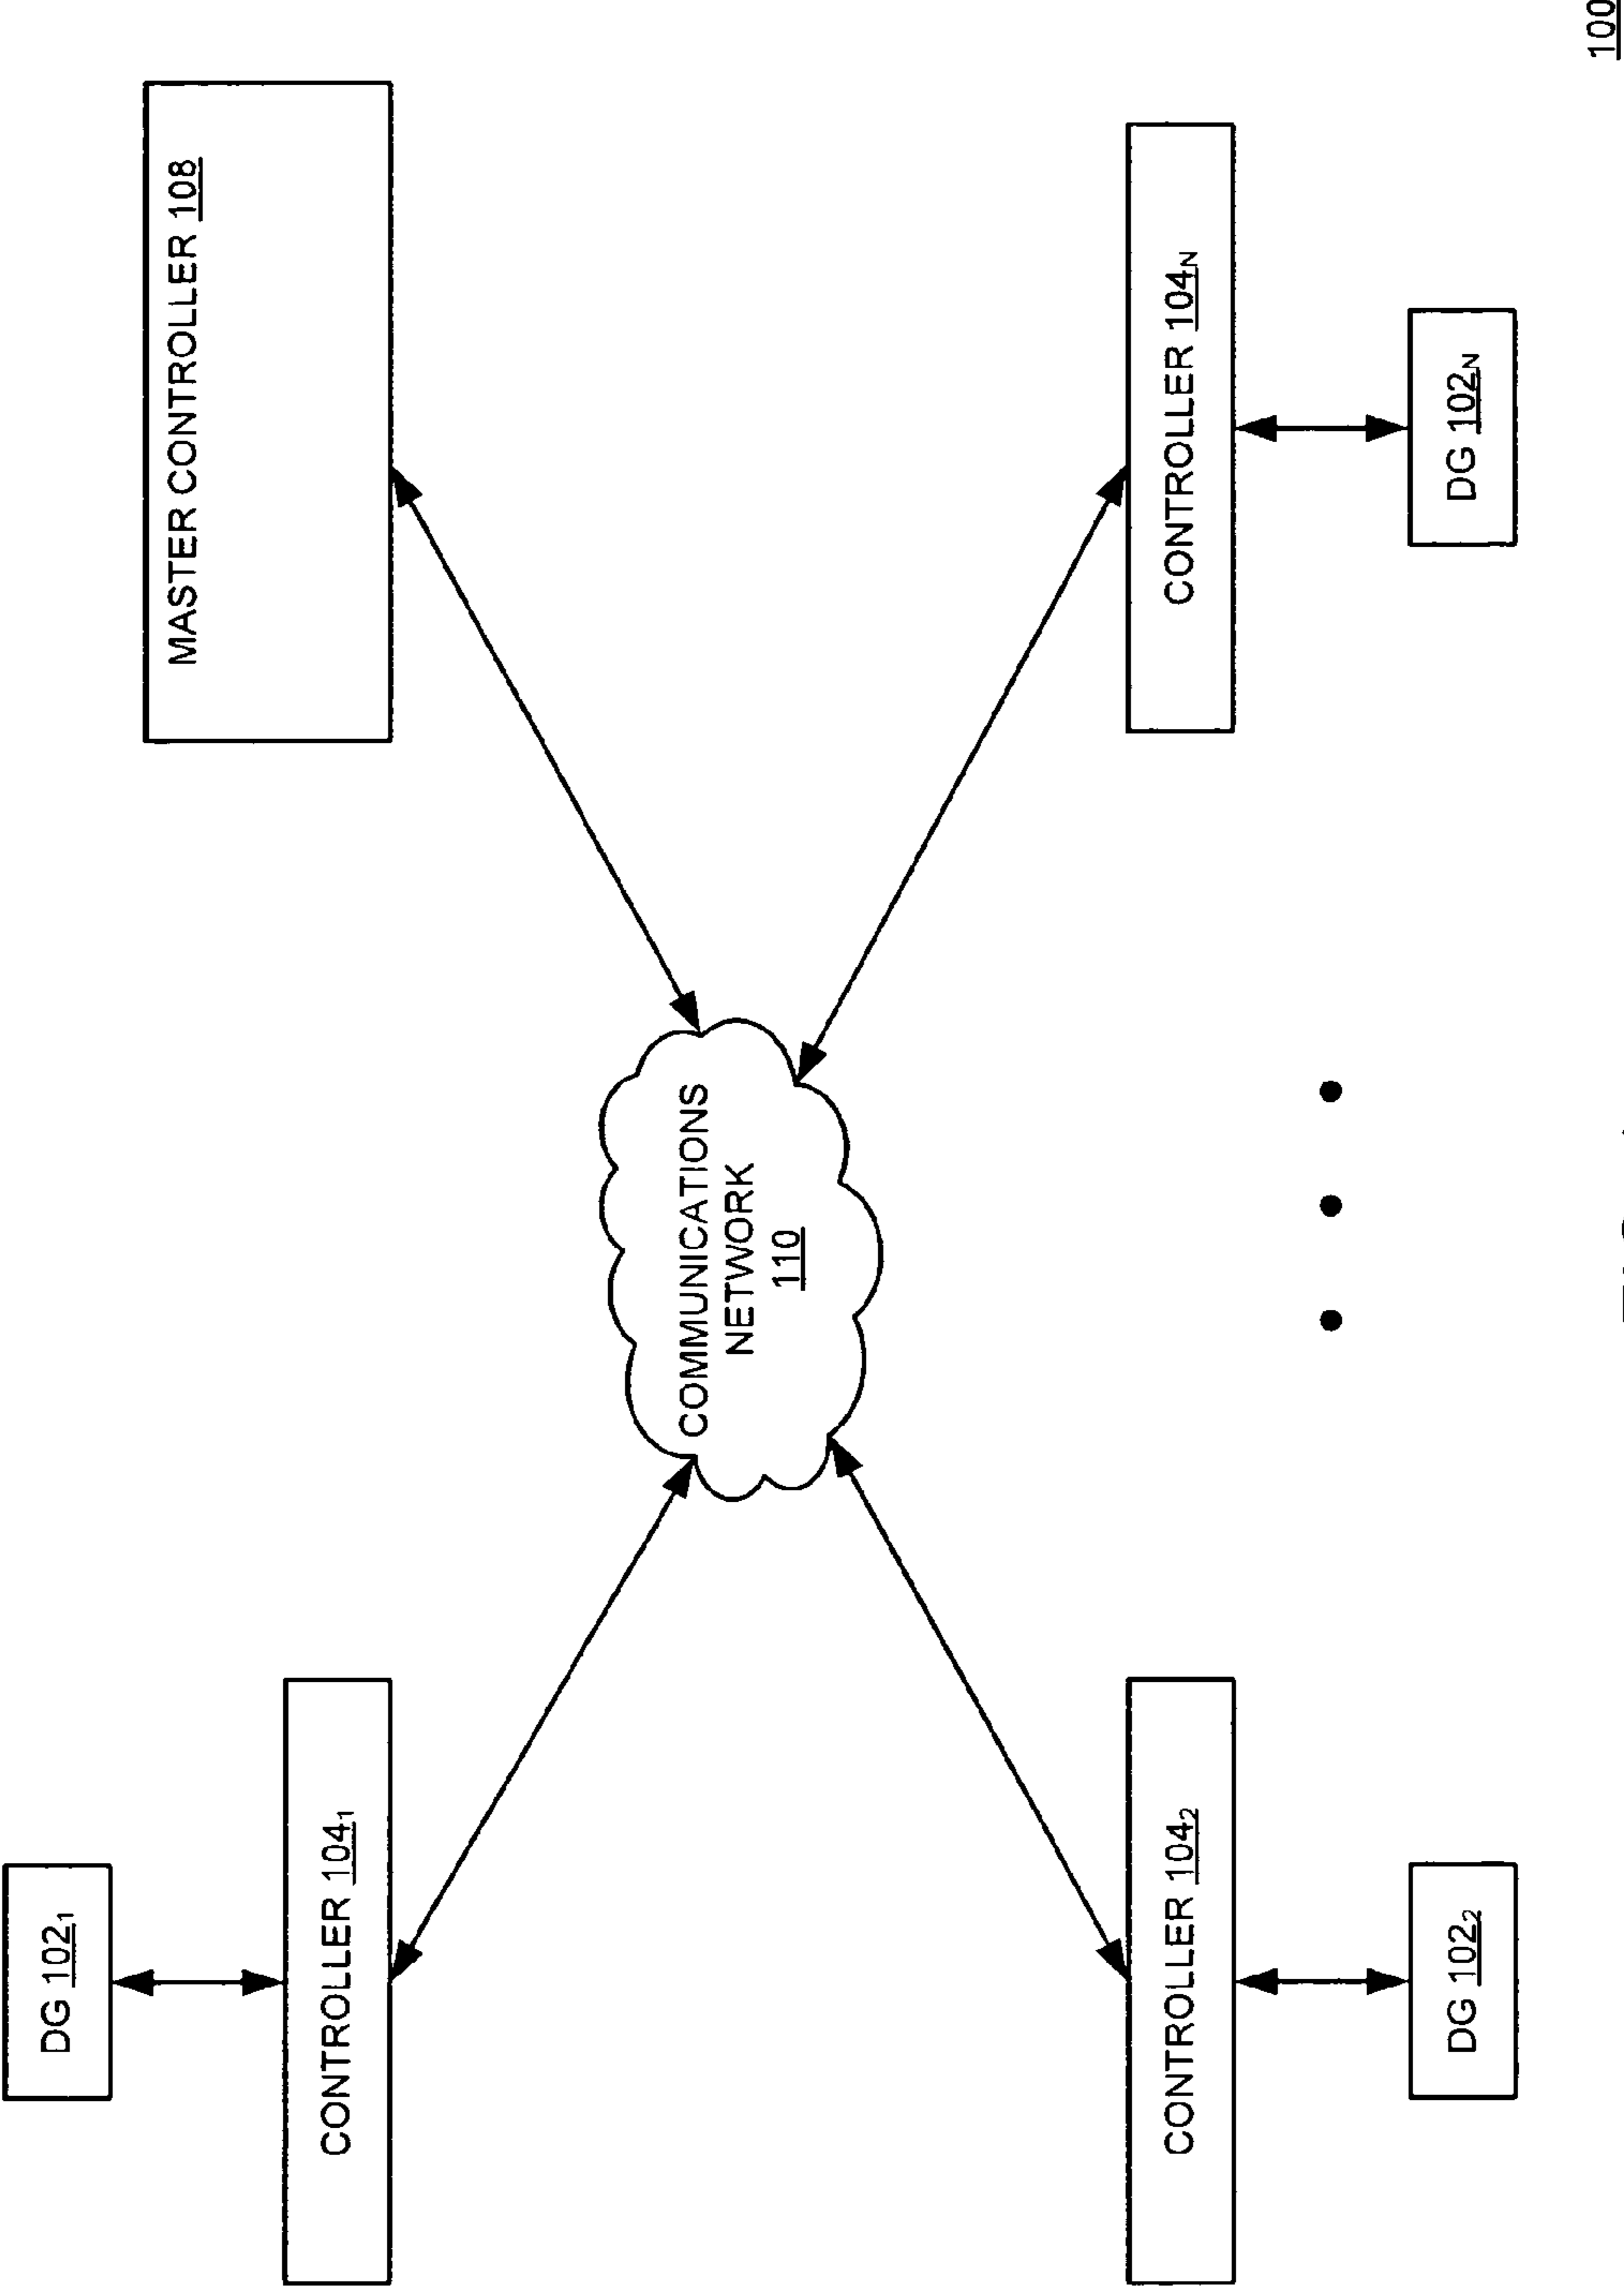 DG 102₁
MASTER CONTROLLER 108
CONTROLLER 104₁
COMMUNICATIONS
NETWORK
110
CONTROLLER 104₂
CONTROLLER 104N
DG 102₂
DG 102N
100